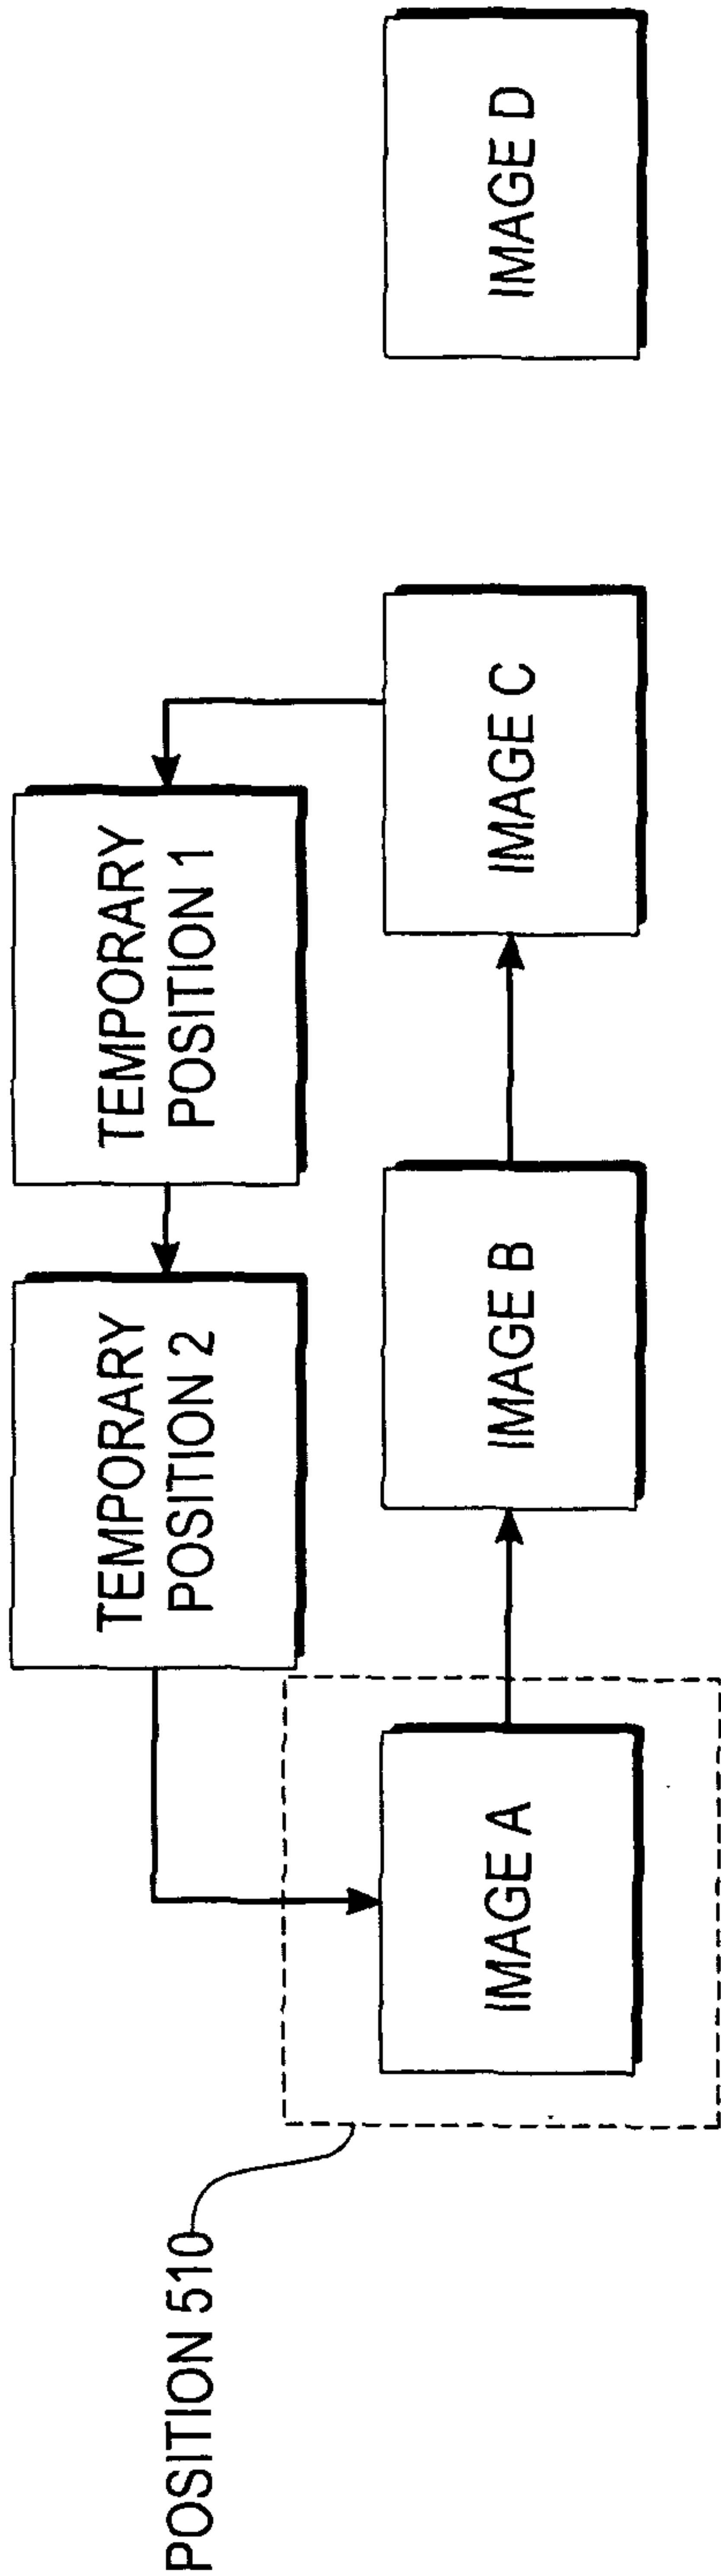 TEMPORARY
POSITION 2
TEMPORARY
POSITION 1
POSITION 510
IMAGE A
IMAGE B
IMAGE C
IMAGE D